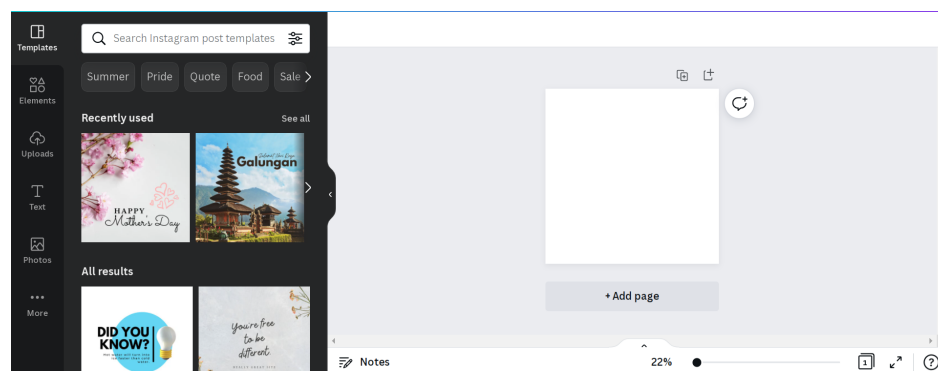 Templates
Elements
Uploads
Text
Photos
More
Search Instagram post templates
Summer Pride Quote Food Sale
Recently used See all
HAPPY
Mother's Day
Galungan
All results
DID YOU
KNOW?
You're free
to be
different
+ Add page
Notes
22%
1
?